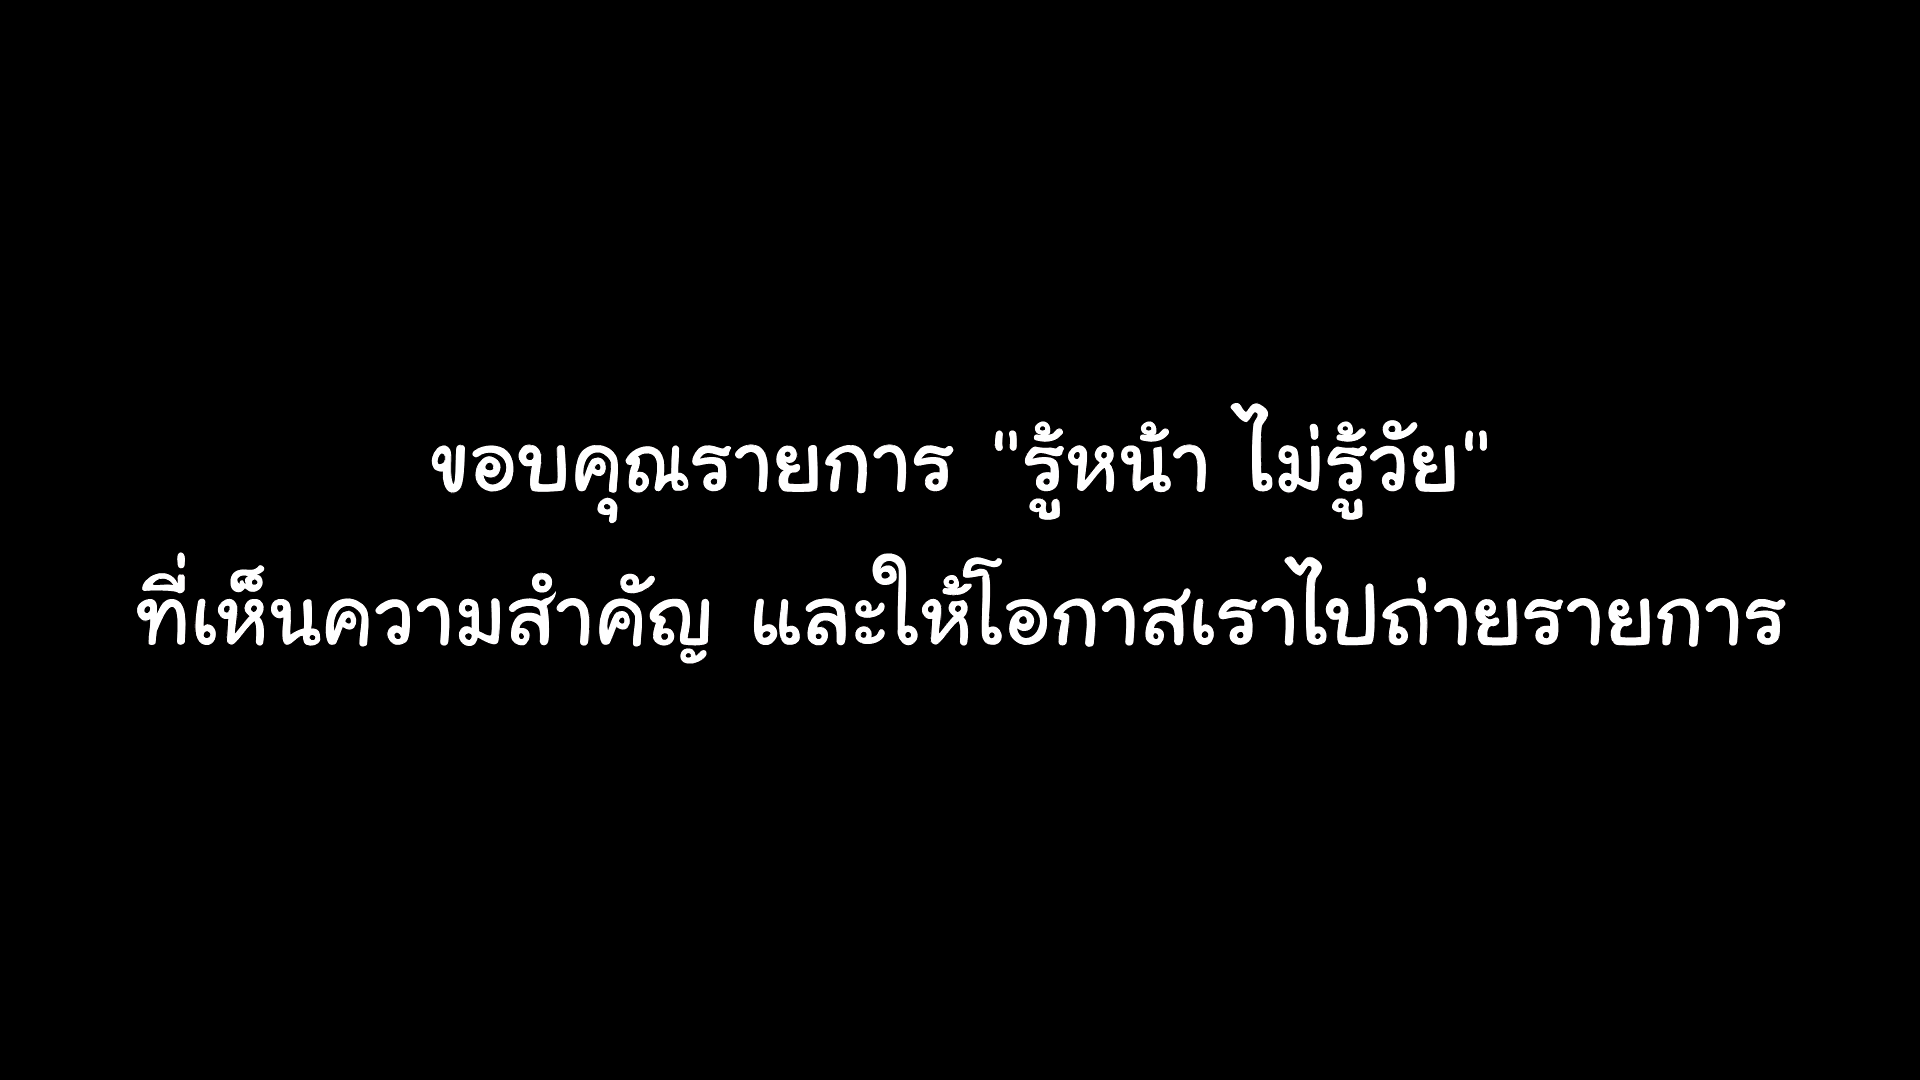 ขอบคุณรายการ "รู้หน้า ไม่รู้วัย"
ที่เห็นความสำคัญ และให้โอกาสเราไปถ่ายรายการ